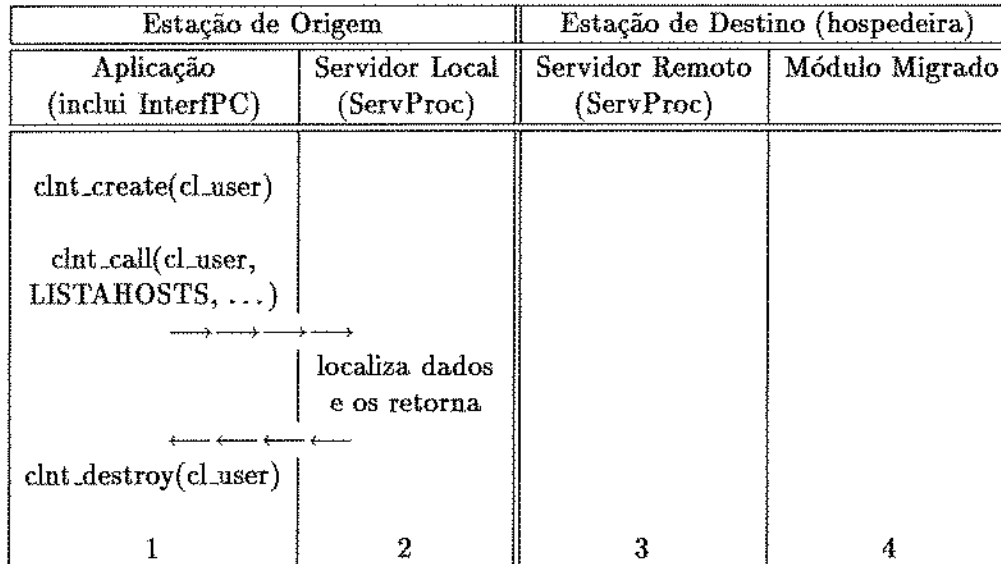 Estação de Origem Estação de Destino (hospedeira)
Aplicação Servidor Local Servidor Remoto Módulo Migrado
(inclui InterfPC) (ServProc) (ServProc)
clnt_create(cl_user)
clnt_call(cl_user,
LISTAHOSTS, ...)
→→→→
localiza dados
e os retorna
←←←←
clnt_destroy(cl_user)
1 2 3 4